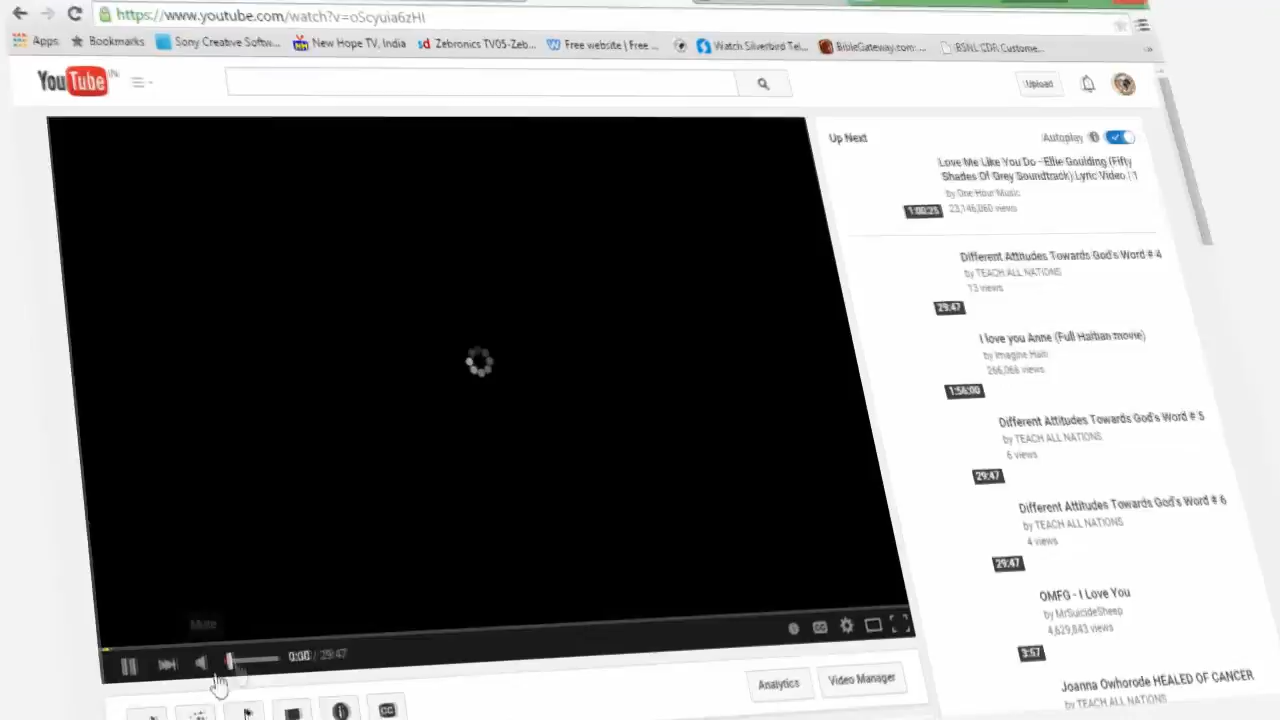 https://www.youtube.com/watch?v=oScyuia6zHI
Apps Bookmarks Sony Creative Softw... New Hope TV, India Zebronics TV05-Zeb... Free website | Free ... Watch Silverbird Tel... BibleGateway.com: ... BSNL CDR Custome...
YouTube IN
Upload
Up Next
Autoplay
Love Me Like You Do - Ellie Goulding (Fifty
Shades Of Grey Soundtrack) Lyric Video | 1
by One Hour Music
23,146,060 views
1:00:25
Different Attitudes Towards God's Word # 4
by TEACH ALL NATIONS
13 views
29:47
I love you Anne (Full Haitian movie)
by Imagine Haiti
266,066 views
1:56:00
Different Attitudes Towards God's Word # 5
by TEACH ALL NATIONS
6 views
29:47
Different Attitudes Towards God's Word # 6
by TEACH ALL NATIONS
4 views
29:47
OMFG - I Love You
by MrSuicideSheep
4,629,843 views
3:57
Joanna Owhorode HEALED OF CANCER
by TEACH ALL NATIONS
Mute
0:00 / 29:47
CC
Analytics
Video Manager
CC